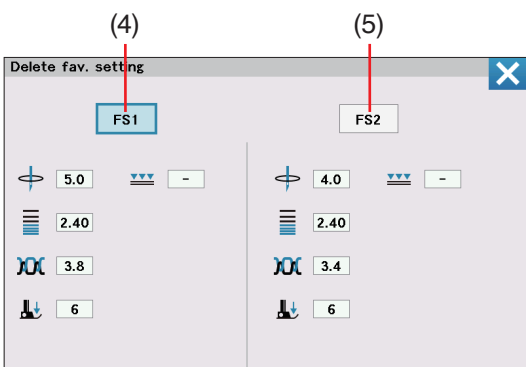 (4) (5)
Delete fav. setting
FS1 FS2
5.0 - 4.0 -
2.40 2.40
3.8 3.4
6 6